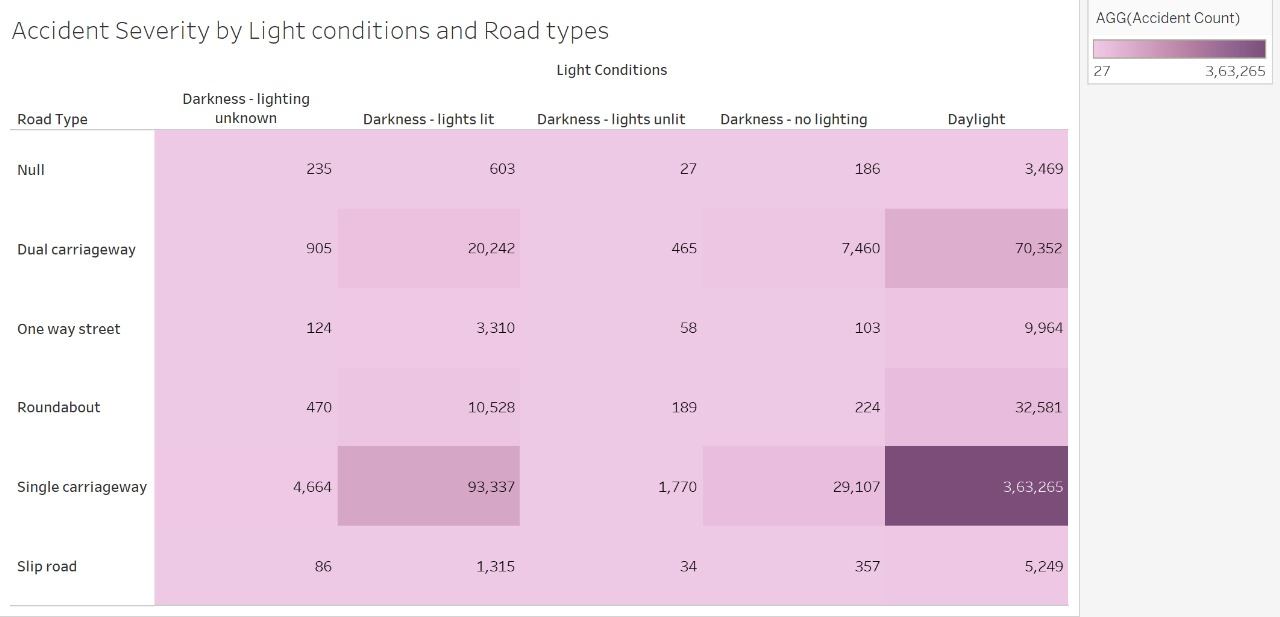 Accident Severity by Light conditions and Road types
AGG(Accident Count)
27 3,63,265
Light Conditions
Darkness - lighting
unknown
Road Type Darkness - lights lit Darkness - lights unlit Darkness - no lighting Daylight
Null 235 603 27 186 3,469
Dual carriageway 905 20,242 465 7,460 70,352
One way street 124 3,310 58 103 9,964
Roundabout 470 10,528 189 224 32,581
Single carriageway 4,664 93,337 1,770 29,107 3,63,265
Slip road 86 1,315 34 357 5,249